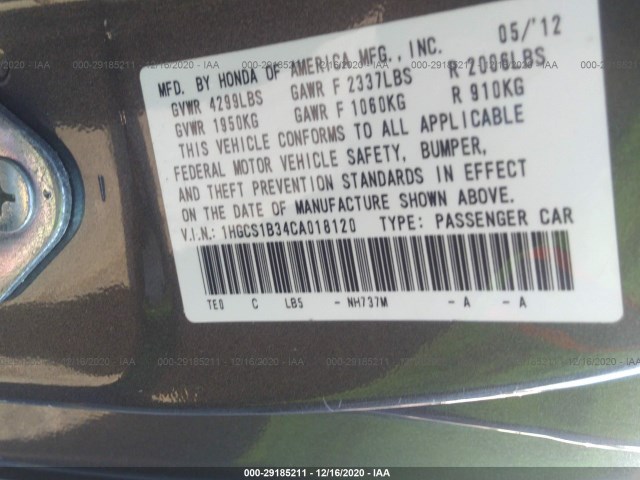 05/'12
MFD. BY HONDA OF AMERICA MFG., INC.
GVWR 4299LBS GAWR F 2337LBS R 2006LBS
GVWR 1950KG GAWR F 1060KG R 910KG
THIS VEHICLE CONFORMS TO ALL APPLICABLE
FEDERAL MOTOR VEHICLE SAFETY, BUMPER,
AND THEFT PREVENTION STANDARDS IN EFFECT
ON THE DATE OF MANUFACTURE SHOWN ABOVE.
V.I.N.: 1HGCS1B34CA018120 TYPE: PASSENGER CAR
TED C LBS - NH737M - A - A
000-29185211 - 12/16/2020 - IAA